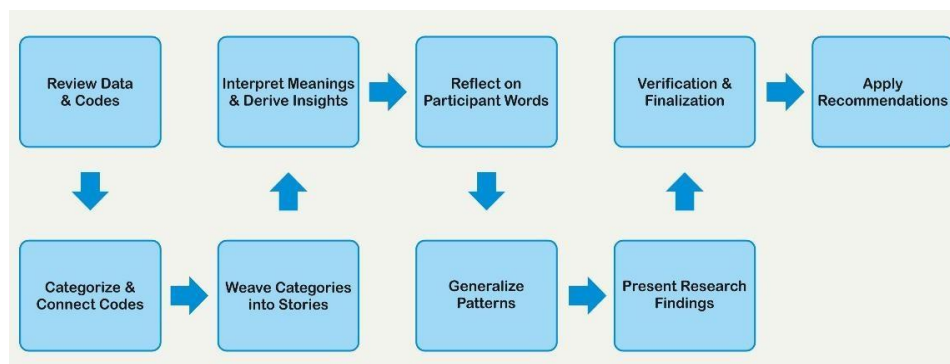 Review Data
& Codes
Interpret Meanings
& Derive Insights
Reflect on
Participant Words
Verification &
Finalization
Apply
Recommendations
Categorize &
Connect Codes
Weave Categories
into Stories
Generalize
Patterns
Present Research
Findings